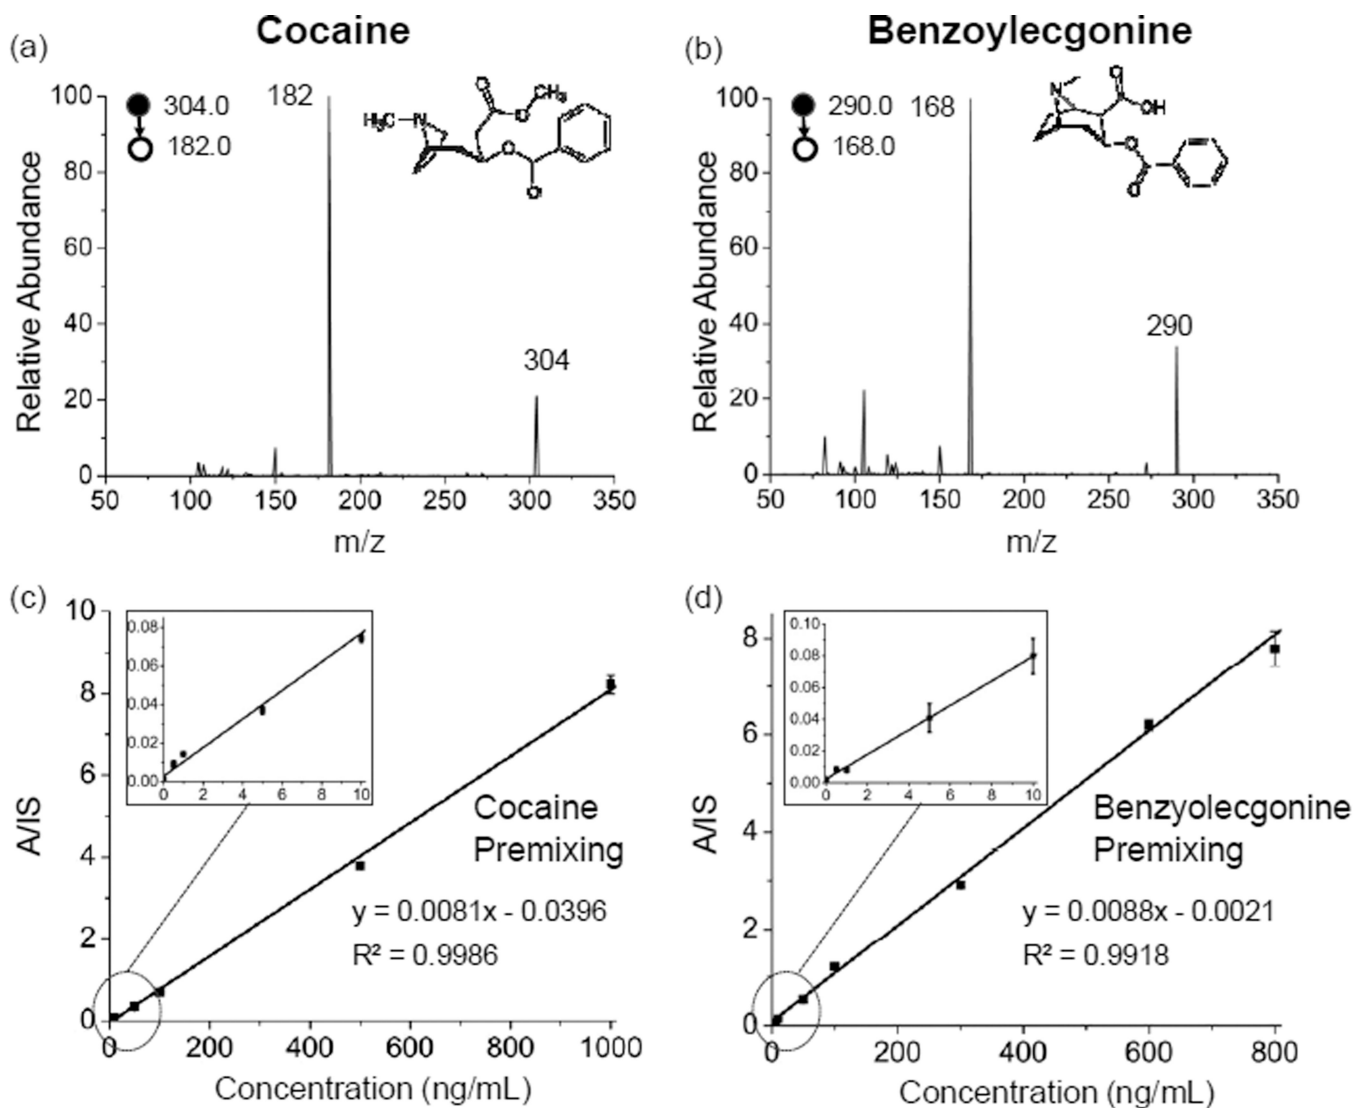 (a) Cocaine
304.0
182.0
182
304
H₃C
N
O
O
CH₃
O
O
Relative Abundance
100
80
60
40
20
0
50 100 150 200 250 300 350
m/z
(b) Benzoylecgonine
290.0
168.0
168
290
N
O
OH
O
O
Relative Abundance
100
80
60
40
20
0
50 100 150 200 250 300 350
m/z
(c)
A/IS
10
8
6
4
2
0
0.08
0.06
0.04
0.02
0.00
0 2 4 6 8 10
Cocaine
Premixing
y = 0.0081x - 0.0396
R² = 0.9986
0 200 400 600 800 1000
Concentration (ng/mL)
(d)
A/IS
8
6
4
2
0
0.10
0.08
0.06
0.04
0.02
0.00
0 2 4 6 8 10
Benzyolecgonine
Premixing
y = 0.0088x - 0.0021
R² = 0.9918
0 200 400 600 800
Concentration (ng/mL)